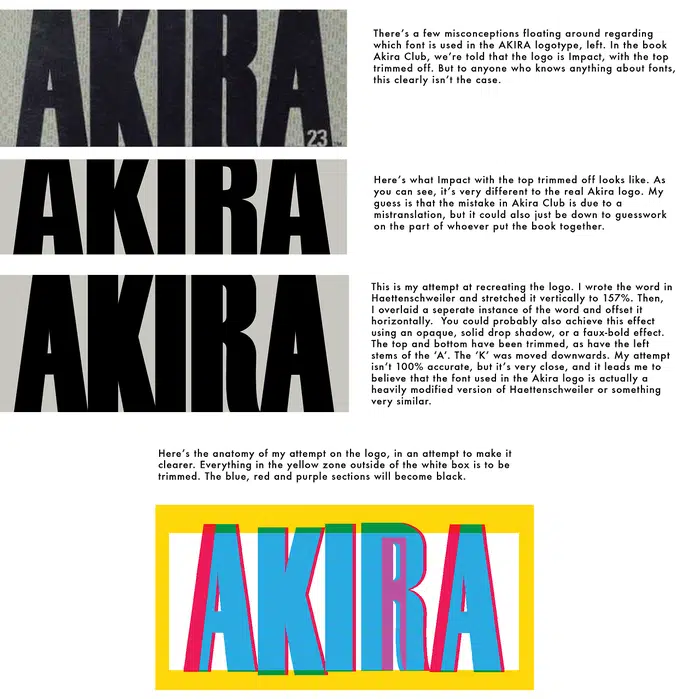 AKIRA
23
There's a few misconceptions floating around regarding
which font is used in the AKIRA logotype, left. In the book
Akira Club, we're told that the logo is Impact, with the top
trimmed off. But to anyone who knows anything about fonts,
this clearly isn't the case.
AKIRA
Here's what Impact with the top trimmed off looks like. As
you can see, it's very different to the real Akira logo. My
guess is that the mistake in Akira Club is due to a
mistranslation, but it could also just be down to guesswork
on the part of whoever put the book together.
AKIRA
This is my attempt at recreating the logo. I wrote the word in
Haettenschweiler and stretched it vertically to 157%. Then,
I overlaid a seperate instance of the word and offset it
horizontally. You could probably also achieve this effect
using an opaque, solid drop shadow, or a faux-bold effect.
The top and bottom have been trimmed, as have the left
stems of the 'A'. The 'K' was moved downwards. My attempt
isn't 100% accurate, but it's very close, and it leads me to
believe that the font used in the Akira logo is actually a
heavily modified version of Haettenschweiler or something
very similar.
Here's the anatomy of my attempt on the logo, in an attempt to make it
clearer. Everything in the yellow zone outside of the white box is to be
trimmed. The blue, red and purple sections will become black.
AKIRA